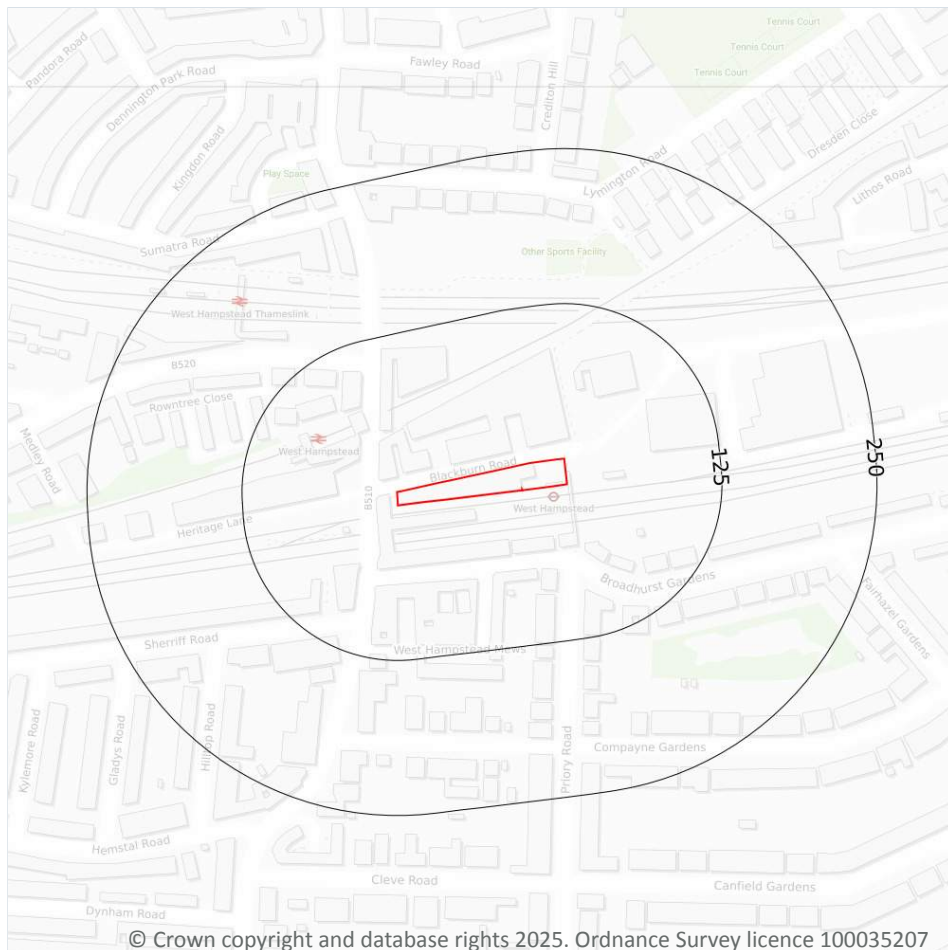 Tennis Court
Pandora Road
Fawley Road
Tennis Court
Dennington Park Road
Crediton Hill
Tennis Court
Kingdon Road
Dresden Close
Play Space
Lymington Road
Lithos Road
Sumatra Road
Other Sports Facility
West Hampstead Thameslink
B520
Rowntree Close
Medley Road
West Hampstead
125
250
Blackburn Road
B510
West Hampstead
Heritage Lane
Broadhurst Gardens
Fairhazel Gardens
Sherriff Road
West Hampstead Mews
Kylemore Road
Gladys Road
Hilltop Road
Priory Road
Compayne Gardens
Hemstal Road
Cleve Road
Canfield Gardens
Dynham Road
© Crown copyright and database rights 2025. Ordnance Survey licence 100035207